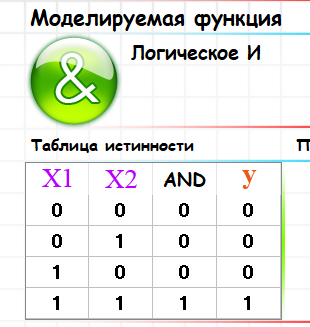 Моделируемая функция
&
Логическое И
Таблица истинности
П
X1 X2 AND y
0 0 0 0
0 1 0 0
1 0 0 0
1 1 1 1